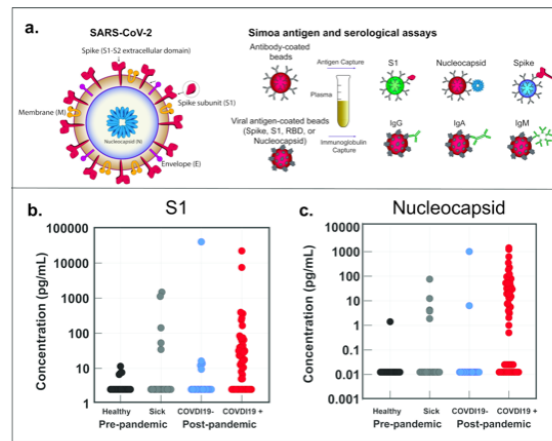 a.
SARS-CoV-2
Spike (S1-S2 extracellular domain)
Spike subunit (S1)
Membrane (M)
Nucleocapsid (N)
Envelope (E)
Simoa antigen and serological assays
Antibody-coated
beads
Antigen Capture
S1
Nucleocapsid
Spike
Plasma
Viral antigen-coated beads
(Spike, S1, RBD, or
Nucleocapsid)
Immunoglobulin
Capture
IgG
IgA
IgM
b.
S1
Concentration (pg/mL)
100000
10000
1000
100
10
1
Healthy
Sick
COVDI19-
COVDI19 +
Pre-pandemic
Post-pandemic
c.
Nucleocapsid
Concentration (pg/mL)
10000
1000
100
10
1
0.1
0.01
0.001
Healthy
Sick
COVDI19-
COVDI19 +
Pre-pandemic
Post-pandemic